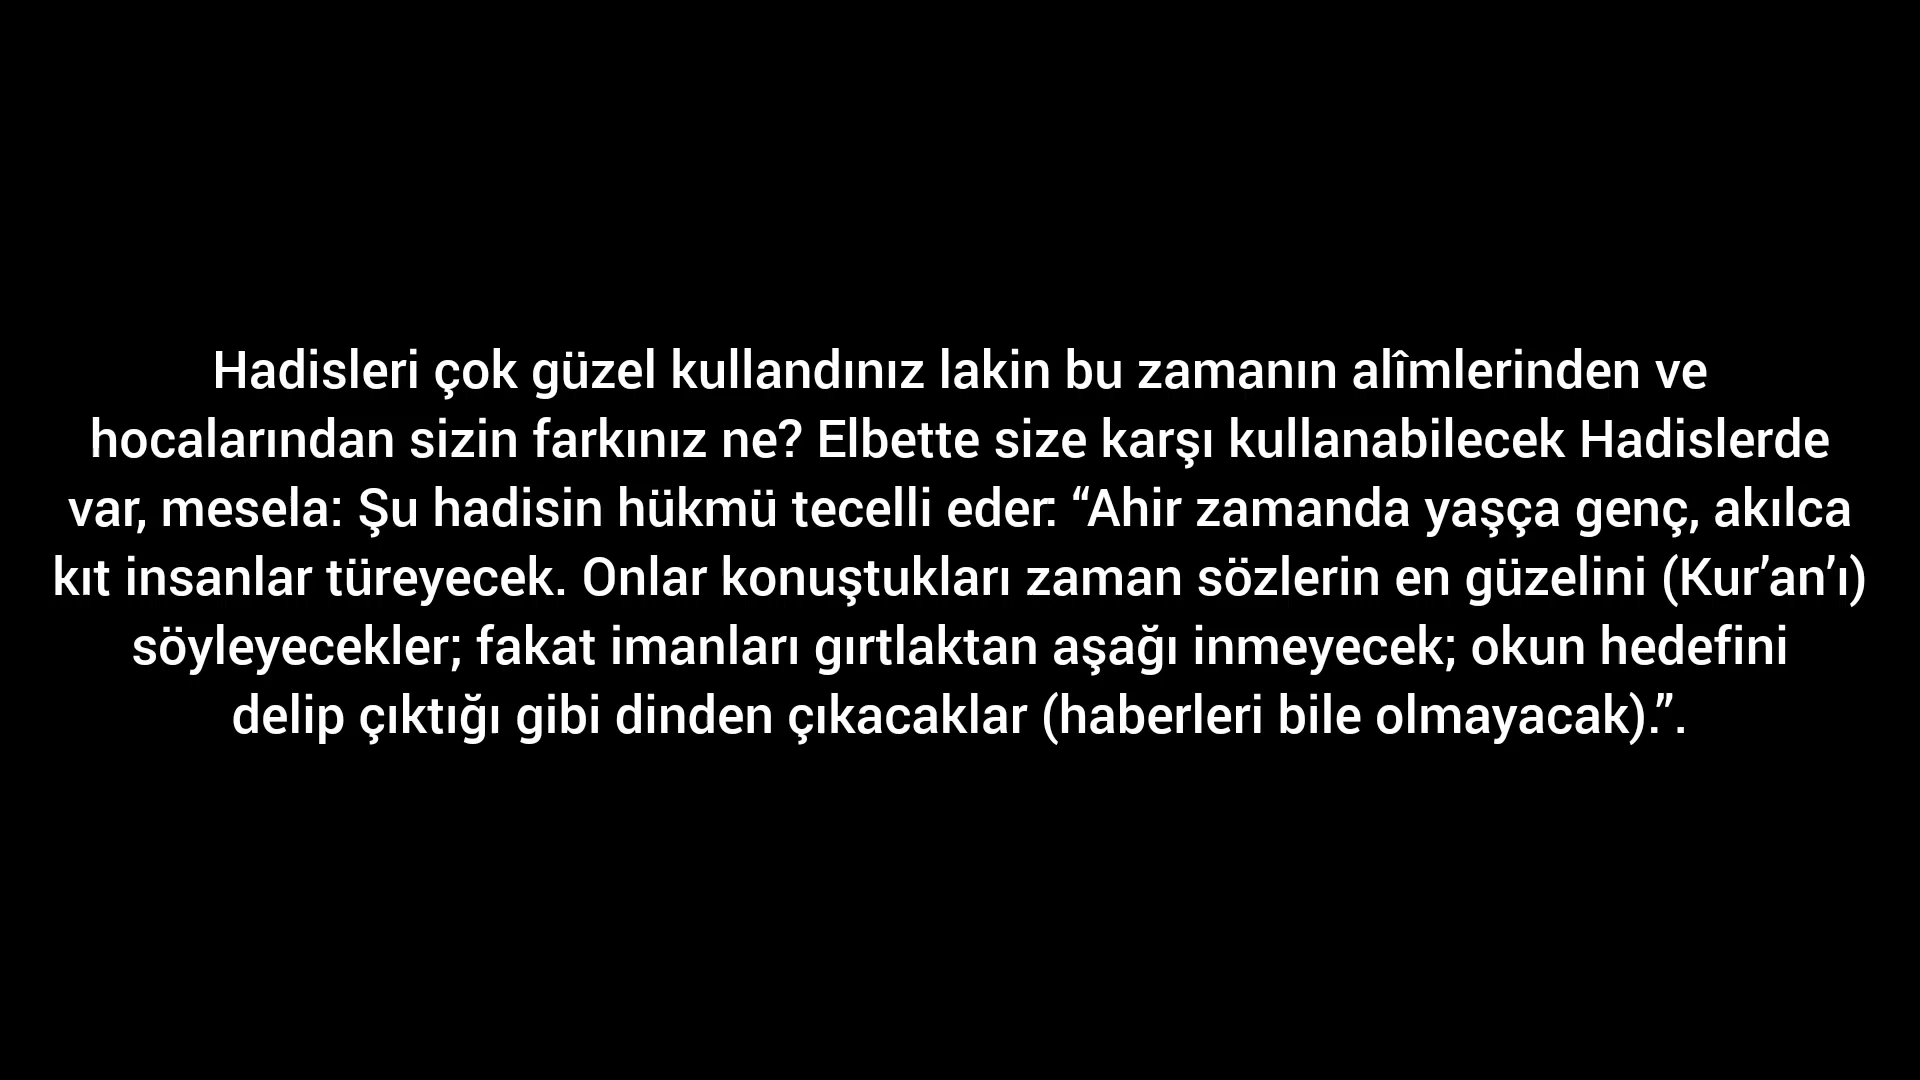 Hadisleri çok güzel kullandınız lakin bu zamanın alîmlerinden ve
hocalarından sizin farkınız ne? Elbette size karşı kullanabilecek Hadislerde
var, mesela: Şu hadisin hükmü tecelli eder: “Ahir zamanda yaşça genç, akılca
kıt insanlar türeyecek. Onlar konuştukları zaman sözlerin en güzelini (Kur’an’ı)
söyleyecekler; fakat imanları gırtlaktan aşağı inmeyecek; okun hedefini
delip çıktığı gibi dinden çıkacaklar (haberleri bile olmayacak).”.